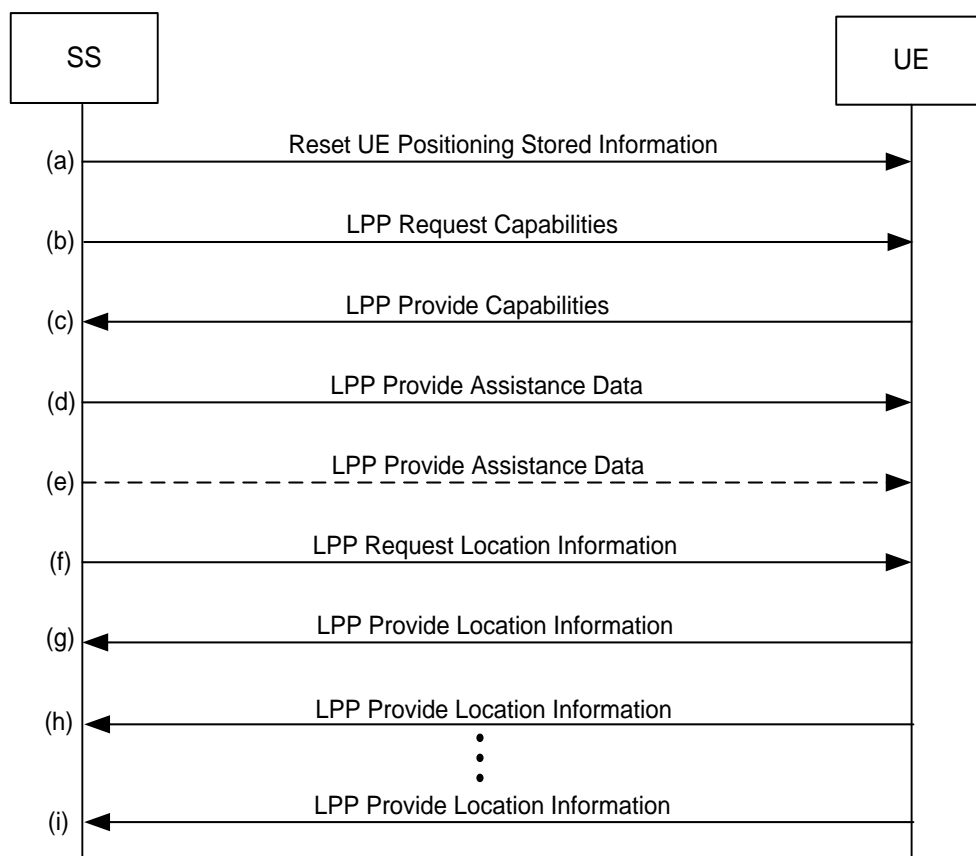 SS
UE
(a) Reset UE Positioning Stored Information
(b) LPP Request Capabilities
(c) LPP Provide Capabilities
(d) LPP Provide Assistance Data
(e) LPP Provide Assistance Data
(f) LPP Request Location Information
(g) LPP Provide Location Information
(h) LPP Provide Location Information
(i) LPP Provide Location Information